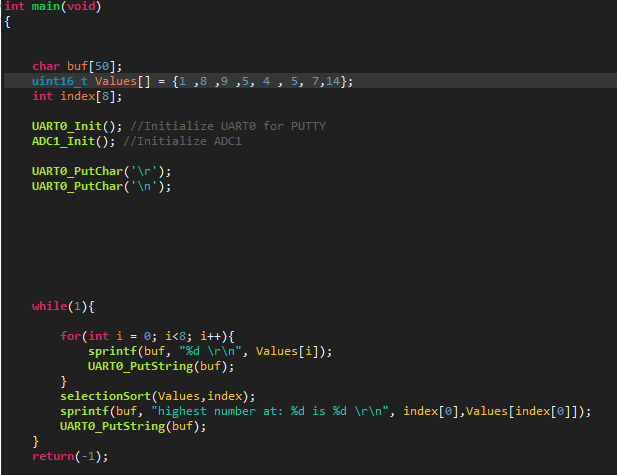 int main(void)
{
char buf[50];
uint16_t Values[] = {1 ,8 ,9 ,5, 4 , 5, 7,14};
int index[8];
UART0_Init(); //Initialize UART0 for PUTTY
ADC1_Init(); //Initialize ADC1
UART0_PutChar('\r');
UART0_PutChar('\n');
while(1){
for(int i = 0; i<8; i++){
sprintf(buf, "%d \r\n", Values[i]);
UART0_PutString(buf);
}
selectionSort(Values,index);
sprintf(buf, "highest number at: %d is %d \r\n", index[0],Values[index[0]]);
UART0_PutString(buf);
}
return(-1);